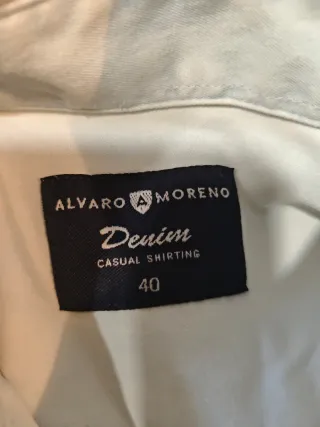 ALVARO A MORENO
Denim
CASUAL SHIRTING
40